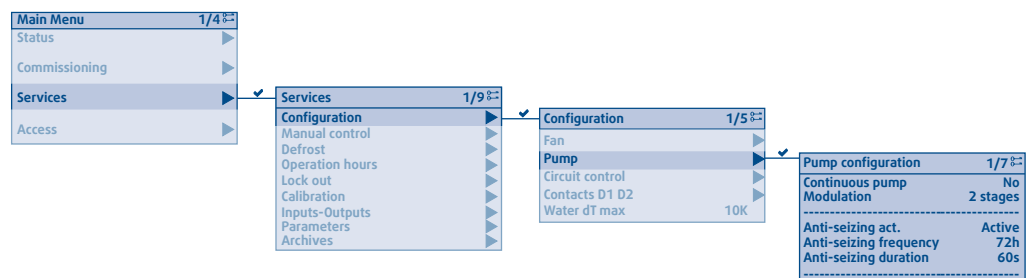 Main Menu 1/4
Status
Commissioning
Services
Access
Services 1/9
Configuration
Manual control
Defrost
Operation hours
Lock out
Calibration
Inputs-Outputs
Parameters
Archives
Configuration 1/5
Fan
Pump
Circuit control
Contacts D1 D2
Water dT max 10K
Pump configuration 1/7
Continuous pump No
Modulation 2 stages
Anti-seizing act. Active
Anti-seizing frequency 72h
Anti-seizing duration 60s